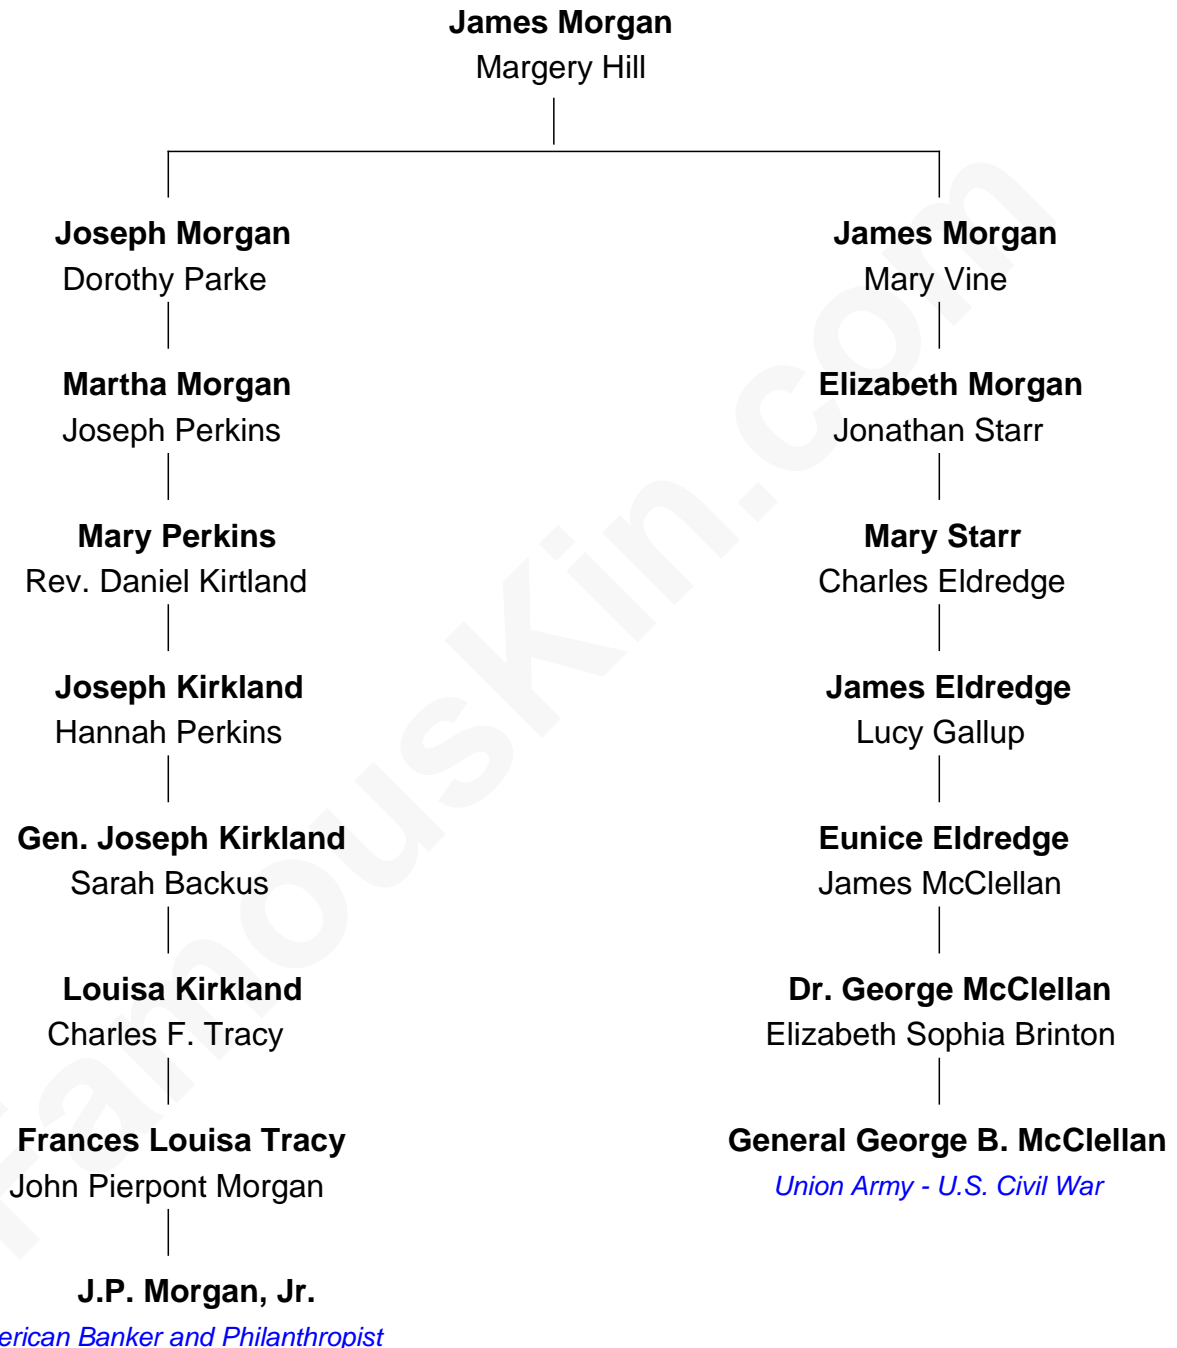 James Morgan
Margery Hill
Joseph Morgan
Dorothy Parke
Martha Morgan
Joseph Perkins
Mary Perkins
Rev. Daniel Kirtland
Joseph Kirkland
Hannah Perkins
Gen. Joseph Kirkland
Sarah Backus
Louisa Kirkland
Charles F. Tracy
Frances Louisa Tracy
John Pierpont Morgan
J.P. Morgan, Jr.
erican Banker and Philanthropist
James Morgan
Mary Vine
Elizabeth Morgan
Jonathan Starr
Mary Starr
Charles Eldredge
James Eldredge
Lucy Gallup
Eunice Eldredge
James McClellan
Dr. George McClellan
Elizabeth Sophia Brinton
General George B. McClellan
Union Army - U.S. Civil War
FamousKin.com